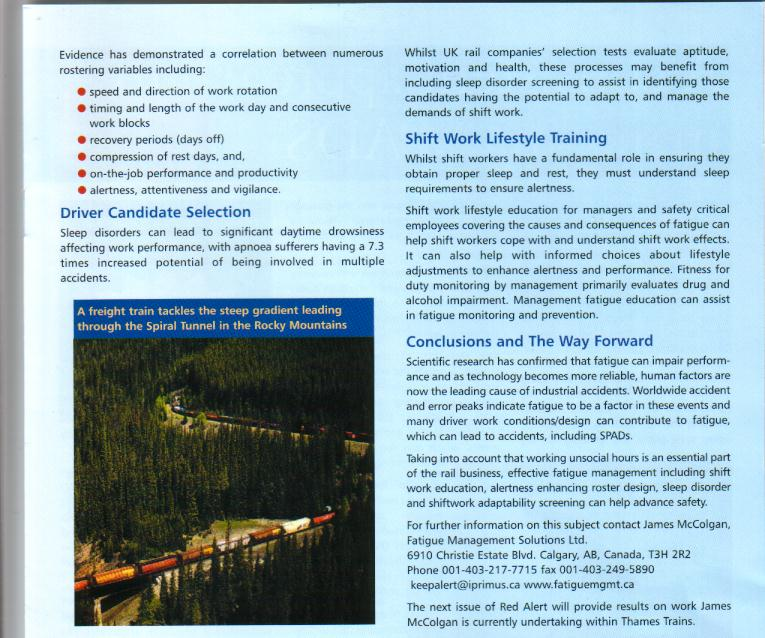 Evidence has demonstrated a correlation between numerous
rostering variables including:
● speed and direction of work rotation
● timing and length of the work day and consecutive
work blocks
● recovery periods (days off)
● compression of rest days, and,
● on-the-job performance and productivity
● alertness, attentiveness and vigilance.
Driver Candidate Selection
Sleep disorders can lead to significant daytime drowsiness
affecting work performance, with apnoea sufferers having a 7.3
times increased potential of being involved in multiple
accidents.
A freight train tackles the steep gradient leading
through the Spiral Tunnel in the Rocky Mountains
Whilst UK rail companies' selection tests evaluate aptitude,
motivation and health, these processes may benefit from
including sleep disorder screening to assist in identifying those
candidates having the potential to adapt to, and manage the
demands of shift work.
Shift Work Lifestyle Training
Whilst shift workers have a fundamental role in ensuring they
obtain proper sleep and rest, they must understand sleep
requirements to ensure alertness.
Shift work lifestyle education for managers and safety critical
employees covering the causes and consequences of fatigue can
help shift workers cope with and understand shift work effects.
It can also help with informed choices about lifestyle
adjustments to enhance alertness and performance. Fitness for
duty monitoring by management primarily evaluates drug and
alcohol impairment. Management fatigue education can assist
in fatigue monitoring and prevention.
Conclusions and The Way Forward
Scientific research has confirmed that fatigue can impair perform-
ance and as technology becomes more reliable, human factors are
now the leading cause of industrial accidents. Worldwide accident
and error peaks indicate fatigue to be a factor in these events and
many driver work conditions/design can contribute to fatigue,
which can lead to accidents, including SPADs.
Taking into account that working unsocial hours is an essential part
of the rail business, effective fatigue management including shift
work education, alertness enhancing roster design, sleep disorder
and shiftwork adaptability screening can help advance safety.
For further information on this subject contact James McColgan,
Fatigue Management Solutions Ltd.
6910 Christie Estate Blvd. Calgary, AB, Canada, T3H 2R2
Phone 001-403-217-7715 fax 001-403-249-5890
keepalert@iprimus.ca www.fatiguemgmt.ca
The next issue of Red Alert will provide results on work James
McColgan is currently undertaking within Thames Trains.